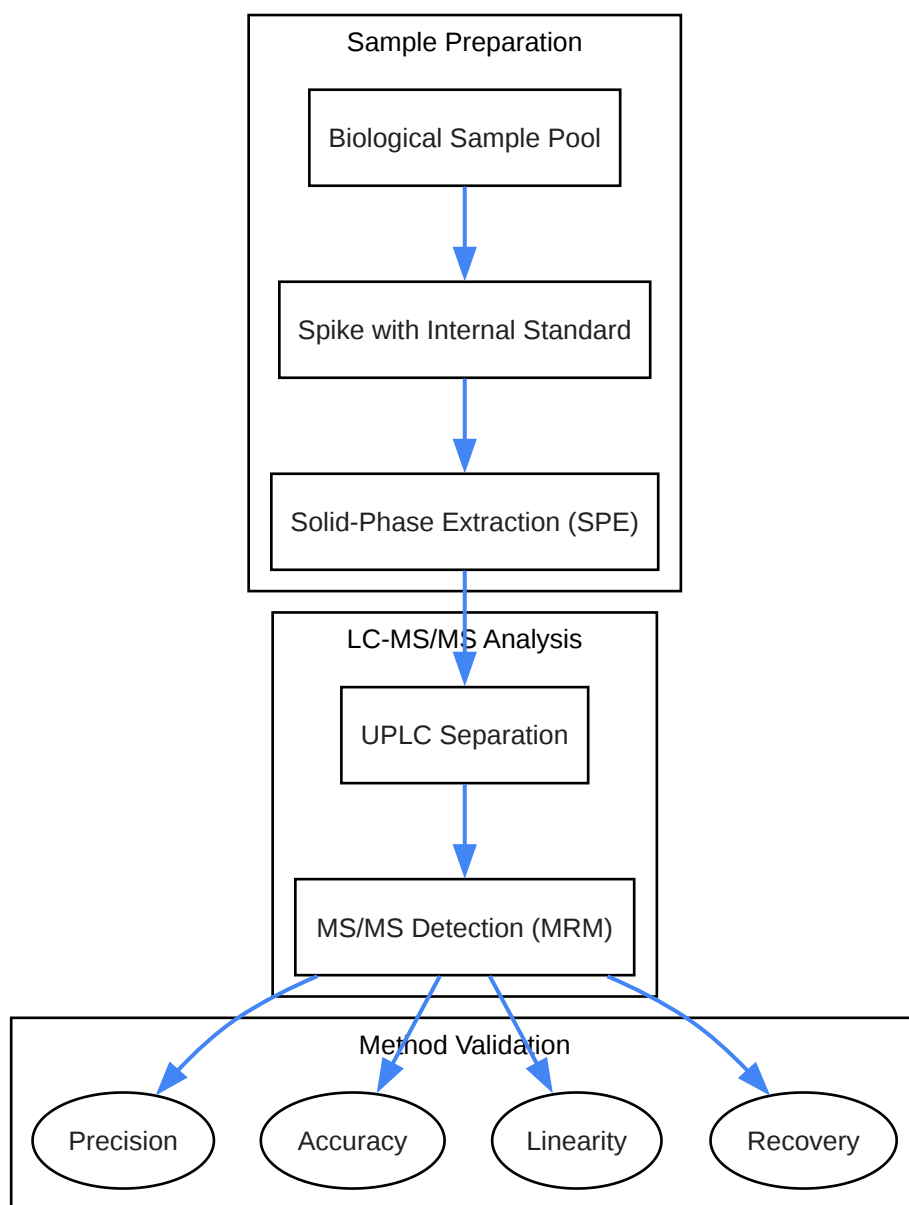 Sample Preparation
Biological Sample Pool
Spike with Internal Standard
Solid-Phase Extraction (SPE)
LC-MS/MS Analysis
UPLC Separation
MS/MS Detection (MRM)
Method Validation
Precision
Accuracy
Linearity
Recovery